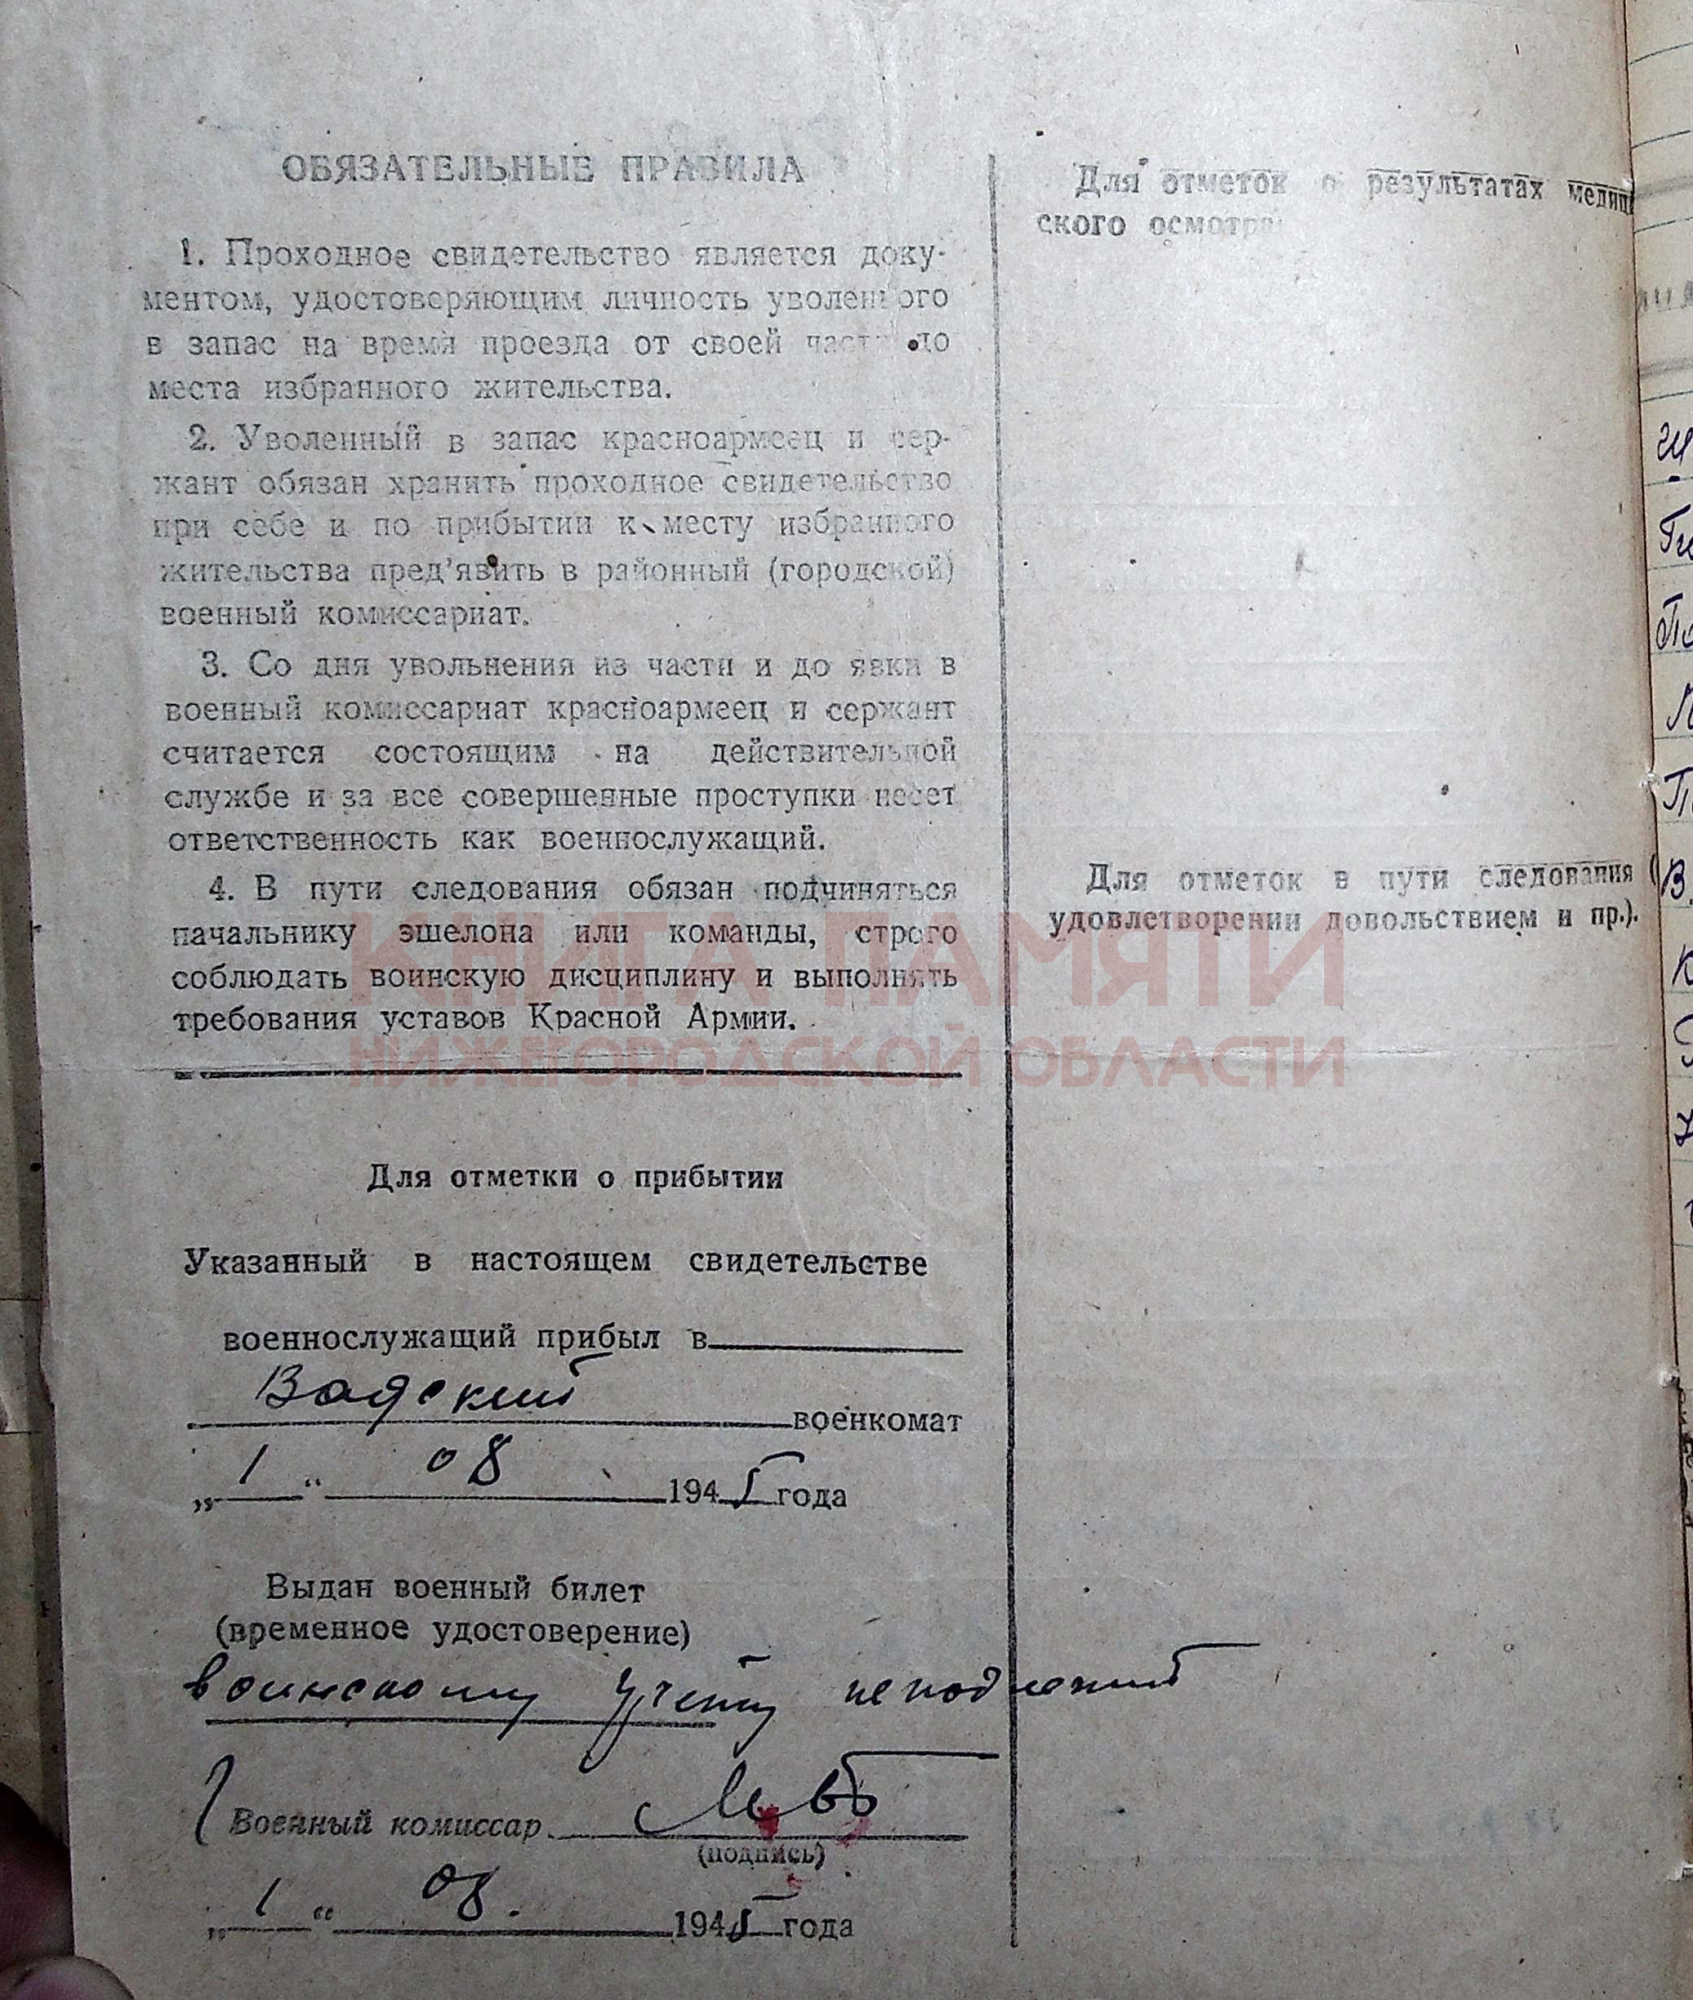 ОБЯЗАТЕЛЬНЫЕ ПРАВИЛА
1. Проходное свидетельство является доку-
ментом, удостоверяющим личность уволенного
в запас на время проезда от своей части до
места избранного жительства.
2. Уволенный в запас красноармеец и сер-
жант обязан хранить проходное свидетельство
при себе и по прибытии к месту избранного
жительства пред'явить в районный (городской)
военный комиссариат.
3. Со дня увольнения из части и до явки в
военный комиссариат красноармеец и сержант
считается состоящим на действительной
службе и за все совершенные проступки несет
ответственность как военнослужащий.
4. В пути следования обязан подчиняться
начальнику эшелона или команды, строго
соблюдать воинскую дисциплину и выполнять
требования уставов Красной Армии.
Для отметки о прибытии
Указанный в настоящем свидетельстве
военнослужащий прибыл в
Вадский
военкомат
„1“ 08 1945 года
Выдан военный билет
(временное удостоверение)
воинскому учету неподлежит
Военный комиссар
(подпись)
„1“ 08. 1945 года
Для отметок о результатах медиц
ского осмотра
Для отметок в пути следования (
удовлетворении довольствием и пр.).
КНИГА ПАМЯТИ
НИЖЕГОРОДСКОЙ ОБЛАСТИ